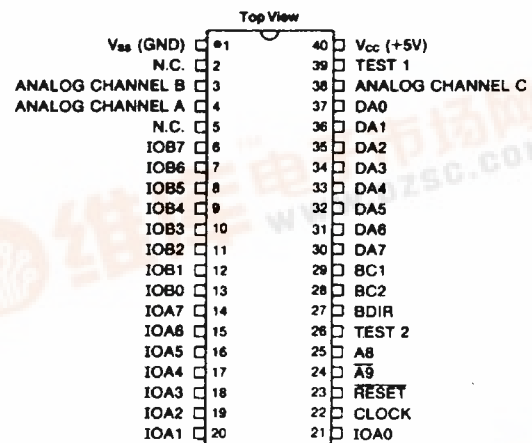 Top View
Vss (GND) 1 40 Vcc (+5V)
N.C. 2 39 TEST 1
ANALOG CHANNEL B 3 38 ANALOG CHANNEL C
ANALOG CHANNEL A 4 37 DA0
N.C. 5 36 DA1
IOB7 6 35 DA2
IOB6 7 34 DA3
IOB5 8 33 DA4
IOB4 9 32 DA5
IOB3 10 31 DA6
IOB2 11 30 DA7
IOB1 12 29 BC1
IOB0 13 28 BC2
IOA7 14 27 BDIR
IOA6 15 26 TEST 2
IOA5 16 25 A8
IOA4 17 24 A9
IOA3 18 23 RESET
IOA2 19 22 CLOCK
IOA1 20 21 IOA0